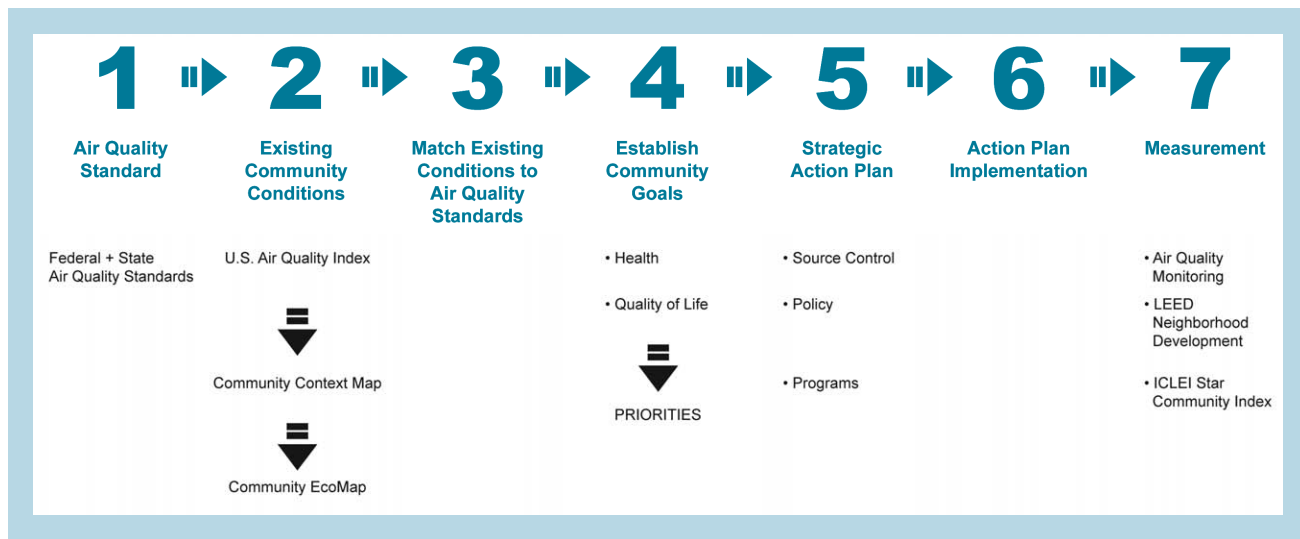 1
2
3
4
5
6
7
Air Quality
Standard
Existing
Community
Conditions
Match Existing
Conditions to
Air Quality
Standards
Establish
Community
Goals
Strategic
Action Plan
Action Plan
Implementation
Measurement
Federal + State
Air Quality Standards
U.S. Air Quality Index
Community Context Map
Community EcoMap
• Health
• Quality of Life
PRIORITIES
• Source Control
• Policy
• Programs
• Air Quality
Monitoring
• LEED
Neighborhood
Development
• ICLEI Star
Community Index